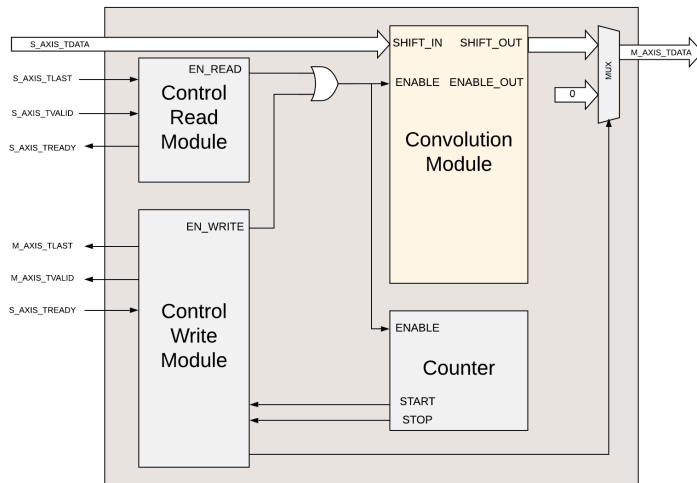 S_AXIS_TDATA
SHIFT_IN SHIFT_OUT
M_AXIS_TDATA
MUX
EN_READ
S_AXIS_TLAST
ENABLE ENABLE_OUT
Control
Read
Module
0
S_AXIS_TVALID
Convolution
Module
S_AXIS_TREADY
EN_WRITE
M_AXIS_TLAST
M_AXIS_TVALID
S_AXIS_TREADY
Control
Write
Module
ENABLE
Counter
START
STOP